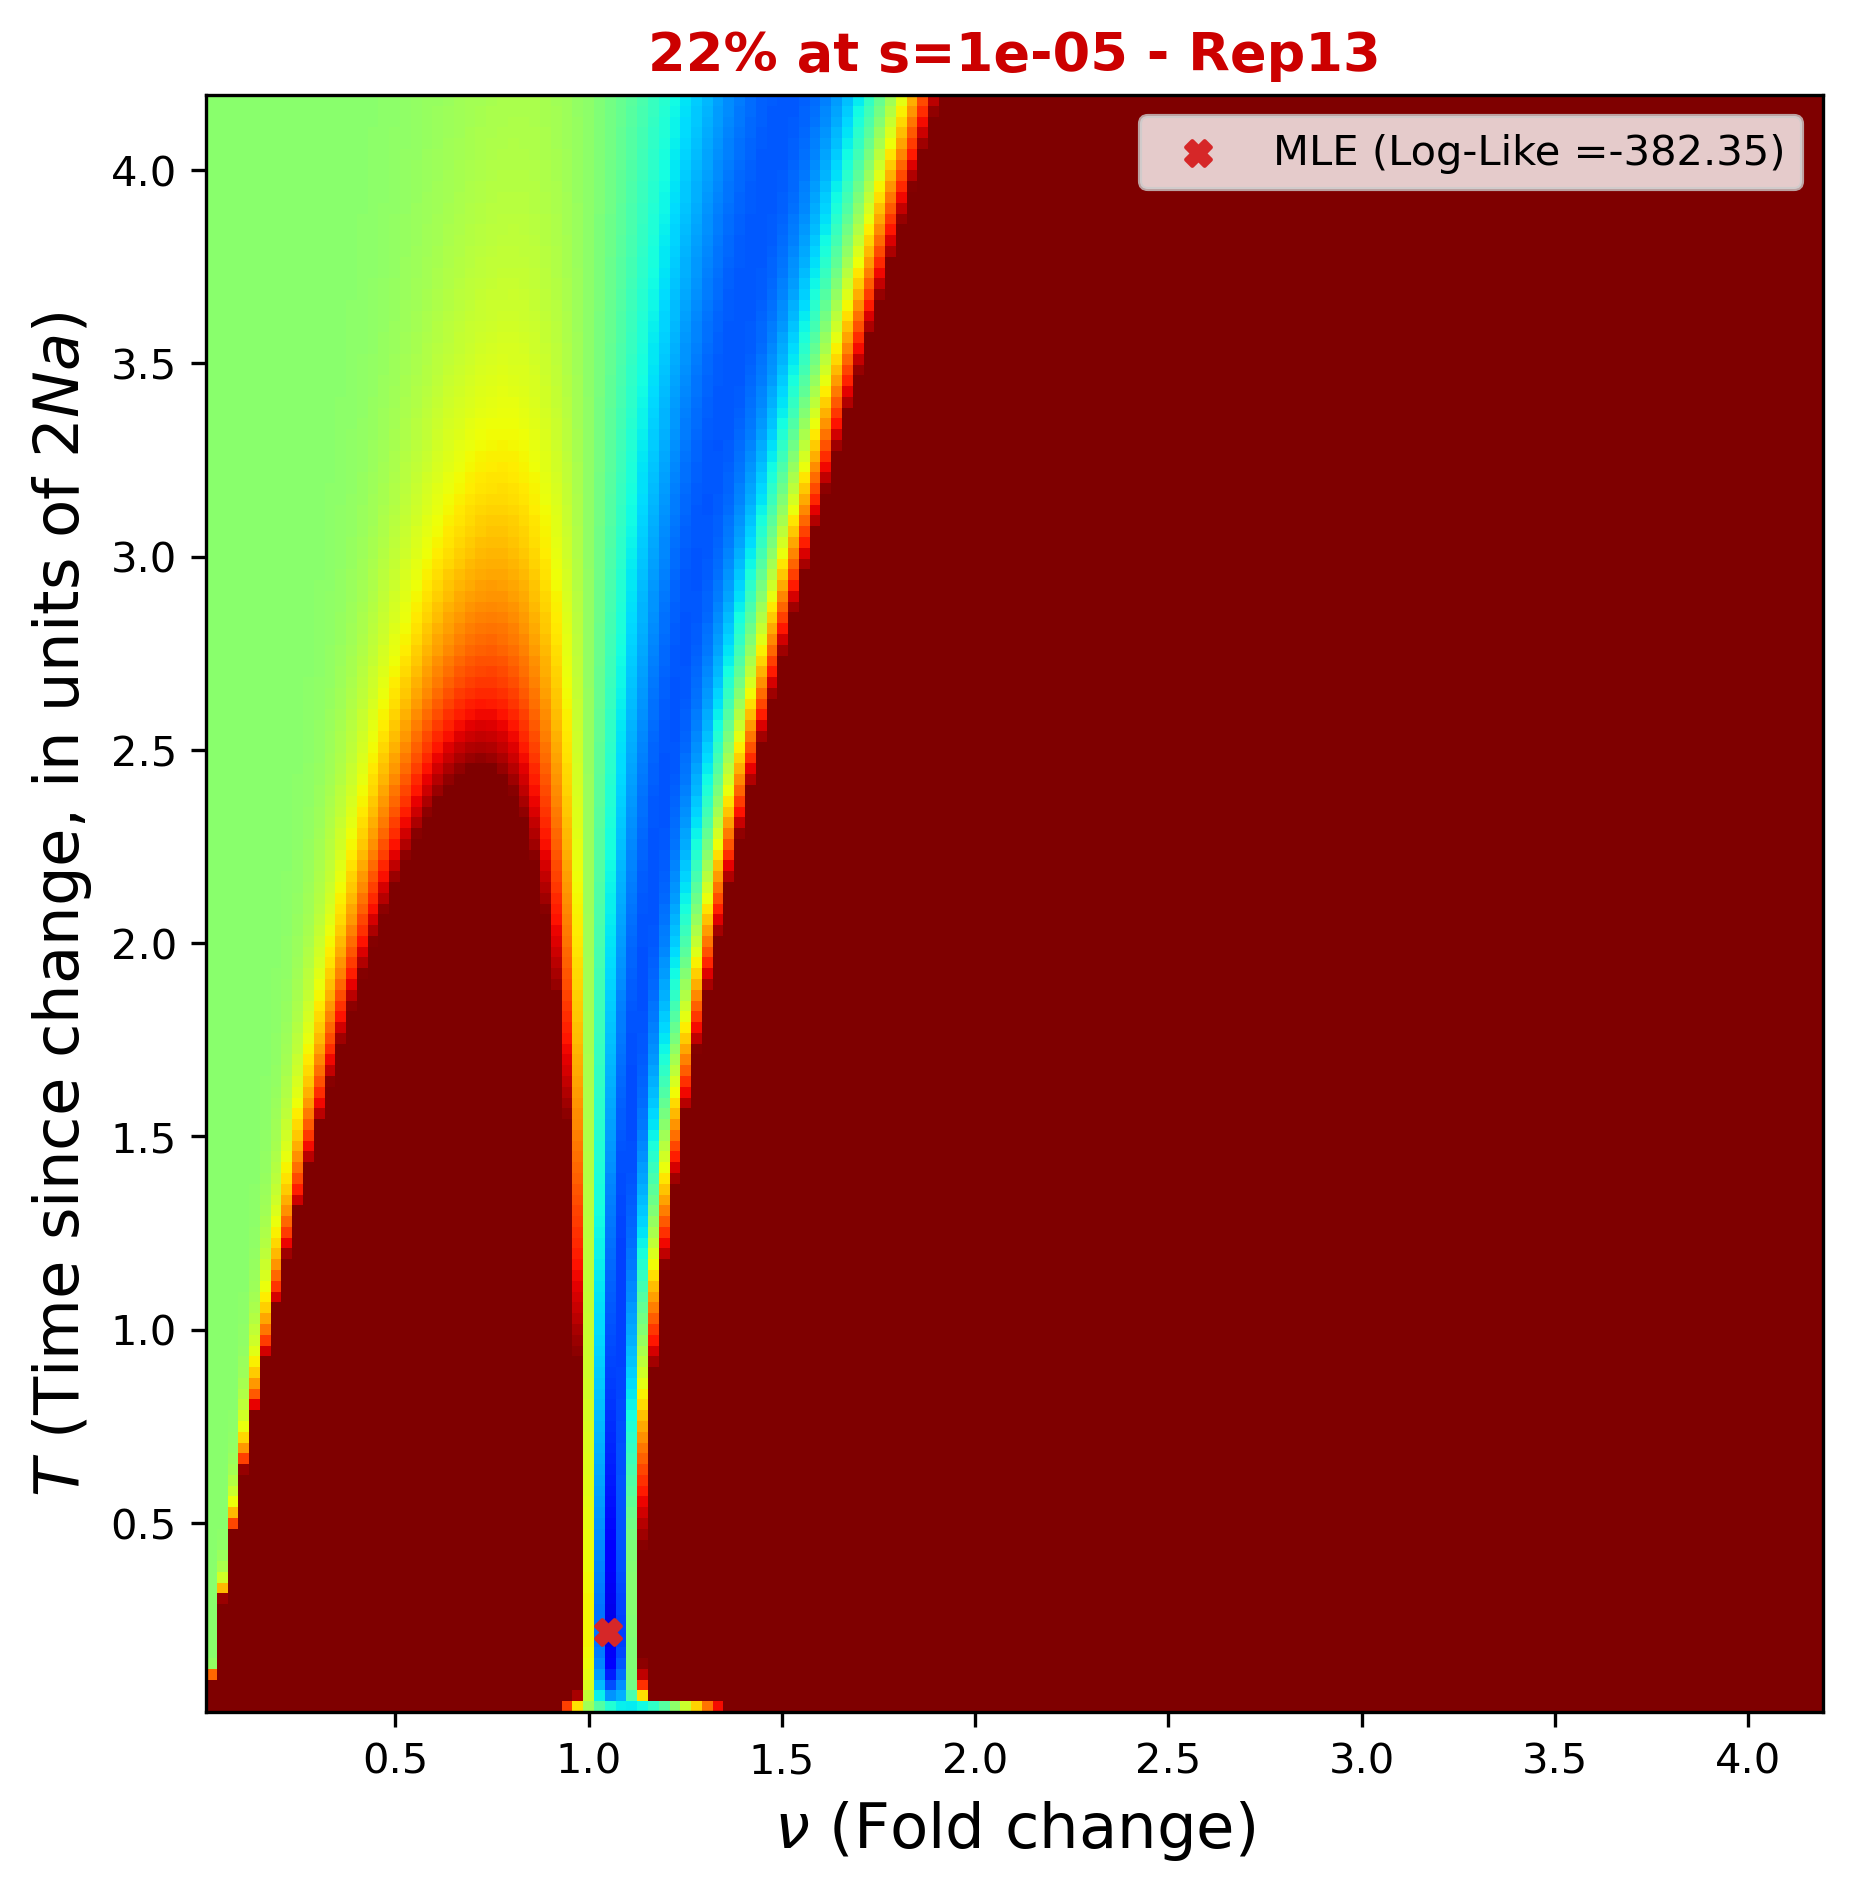 22% at s=1e-05 - Rep13
MLE (Log-Like =-382.35)
T (Time since change, in units of 2Na)
4.0
3.5
3.0
2.5
2.0
1.5
1.0
0.5
0.5 1.0 1.5 2.0 2.5 3.0 3.5 4.0
ν (Fold change)